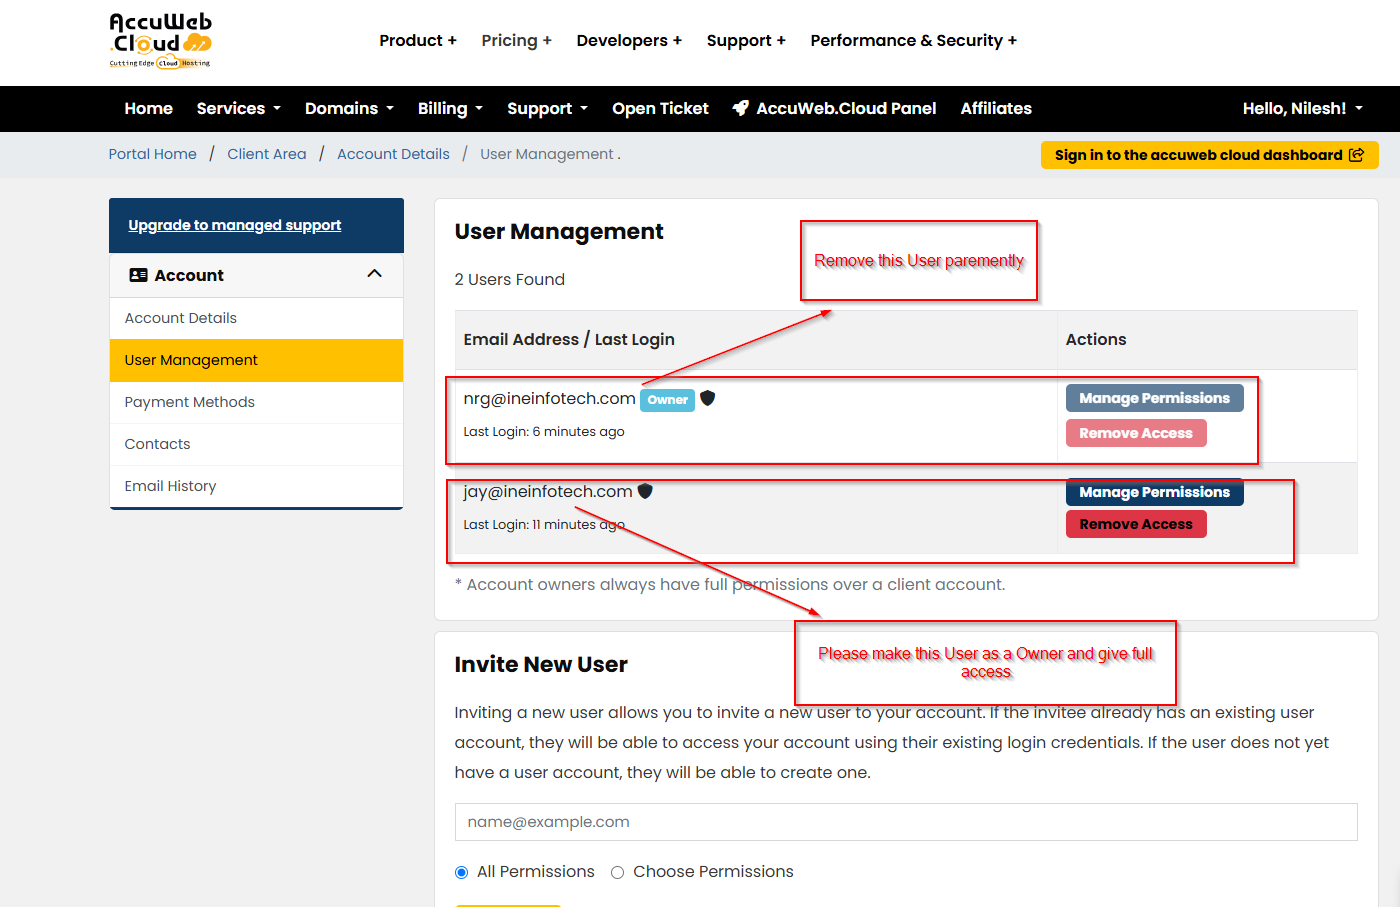 AccuWeb
.Cloud
Cutting Edge Cloud Hosting
Product + Pricing + Developers + Support + Performance & Security +
Home Services Domains Billing Support Open Ticket AccuWeb.Cloud Panel Affiliates Hello, Nilesh!
Portal Home / Client Area / Account Details / User Management .
Sign in to the accuweb cloud dashboard
Upgrade to managed support
Account
Account Details
User Management
Payment Methods
Contacts
Email History
User Management
Remove this User paremently
2 Users Found
Email Address / Last Login Actions
nrg@ineinfotech.com Owner Manage Permissions
Last Login: 6 minutes ago Remove Access
jay@ineinfotech.com Manage Permissions
Last Login: 11 minutes ago Remove Access
* Account owners always have full permissions over a client account.
Please make this User as a Owner and give full
access
Invite New User
Inviting a new user allows you to invite a new user to your account. If the invitee already has an existing user
account, they will be able to access your account using their existing login credentials. If the user does not yet
have a user account, they will be able to create one.
name@example.com
All Permissions Choose Permissions